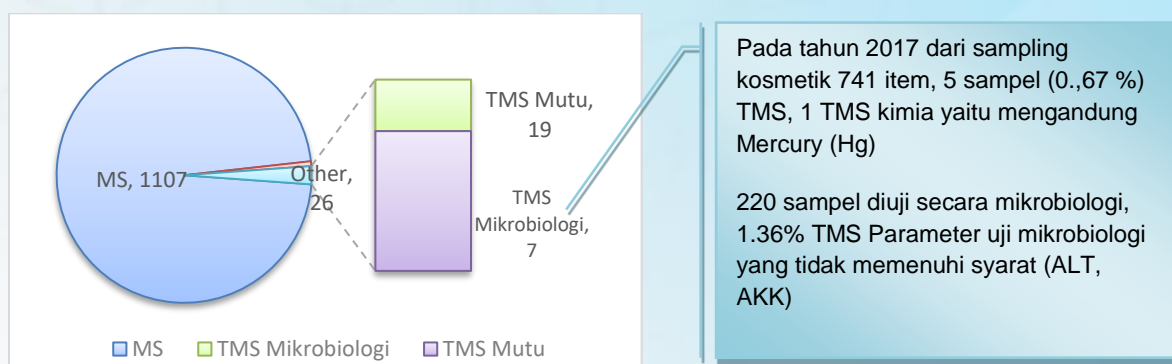 MS, 1107
Other,
26
TMS Mutu,
19
TMS
Mikrobiologi,
7
MS TMS Mikrobiologi TMS Mutu
Pada tahun 2017 dari sampling
kosmetik 741 item, 5 sampel (0.,67 %)
TMS, 1 TMS kimia yaitu mengandung
Mercury (Hg)
220 sampel diuji secara mikrobiologi,
1.36% TMS Parameter uji mikrobiologi
yang tidak memenuhi syarat (ALT,
AKK)